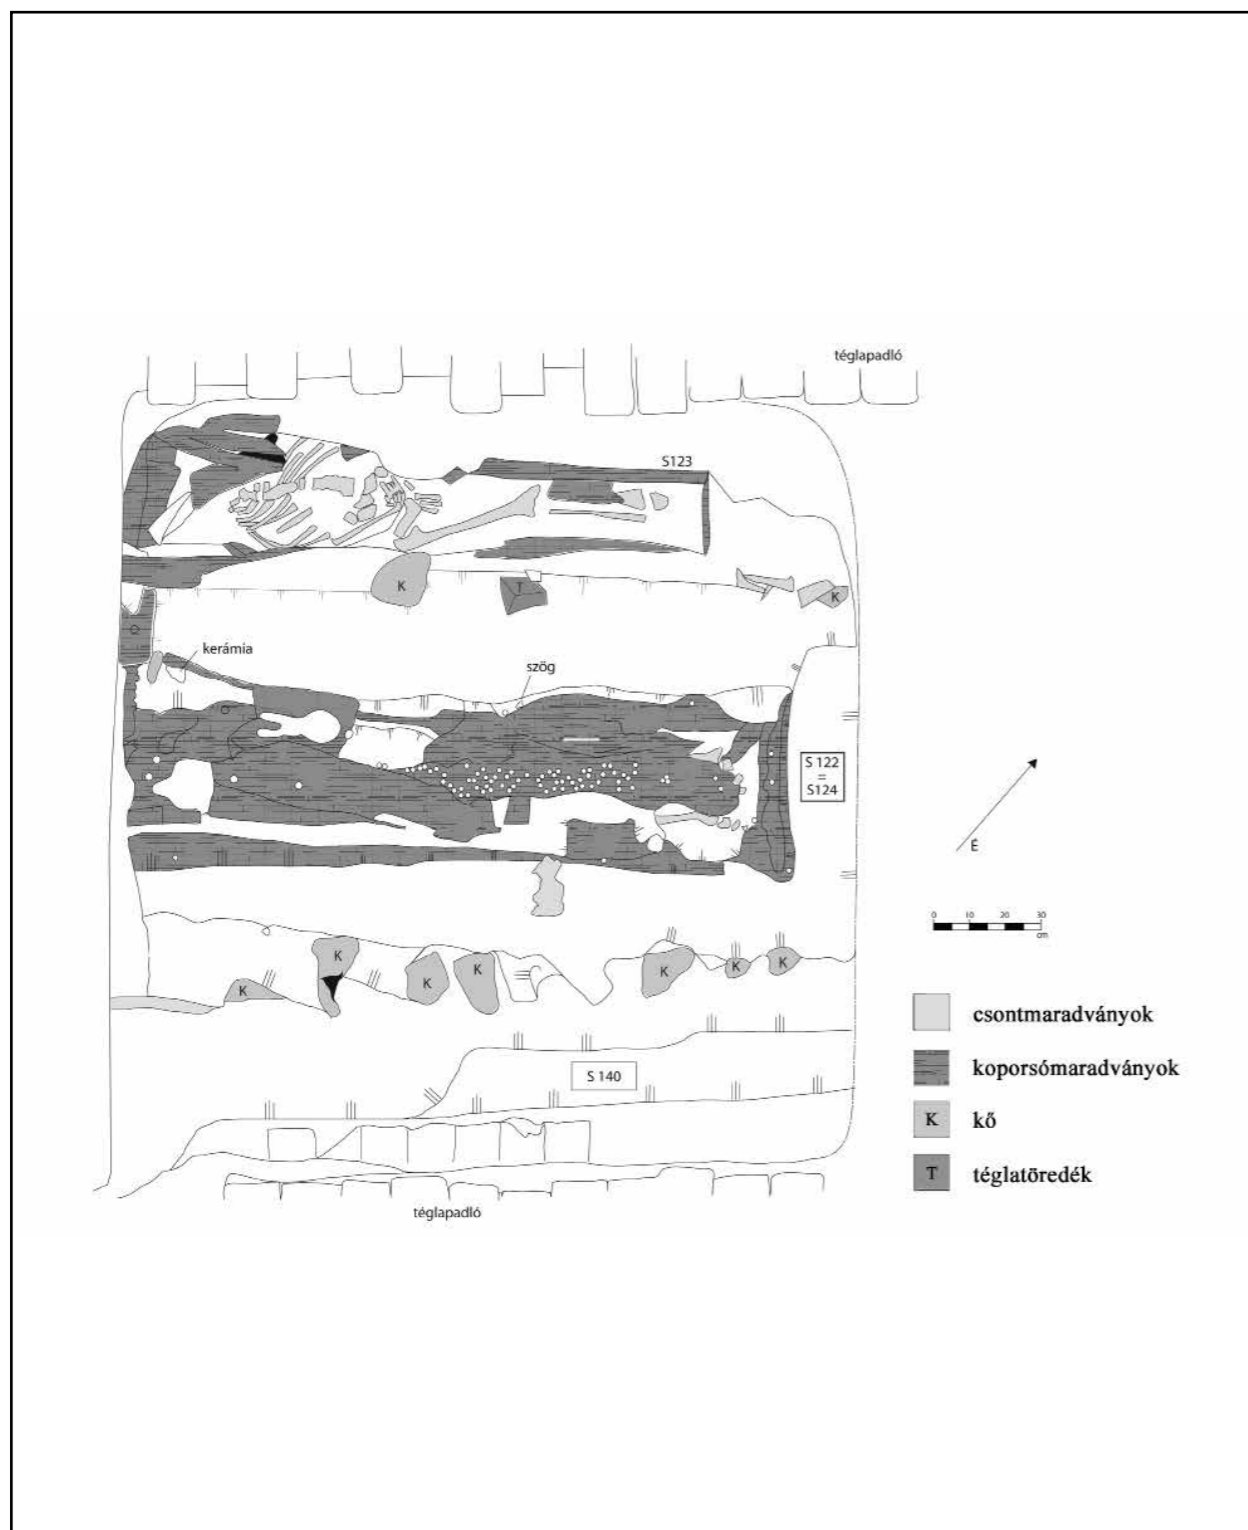 téglapadló
S123
K
T
K
kerámia
szög
S 122
=
S124
É
0 10 20 30
cm
K
K
K
K
K
K
K
S 140
téglapadló
csontmaradványok
koporsómaradványok
K kő
T téglatöredék